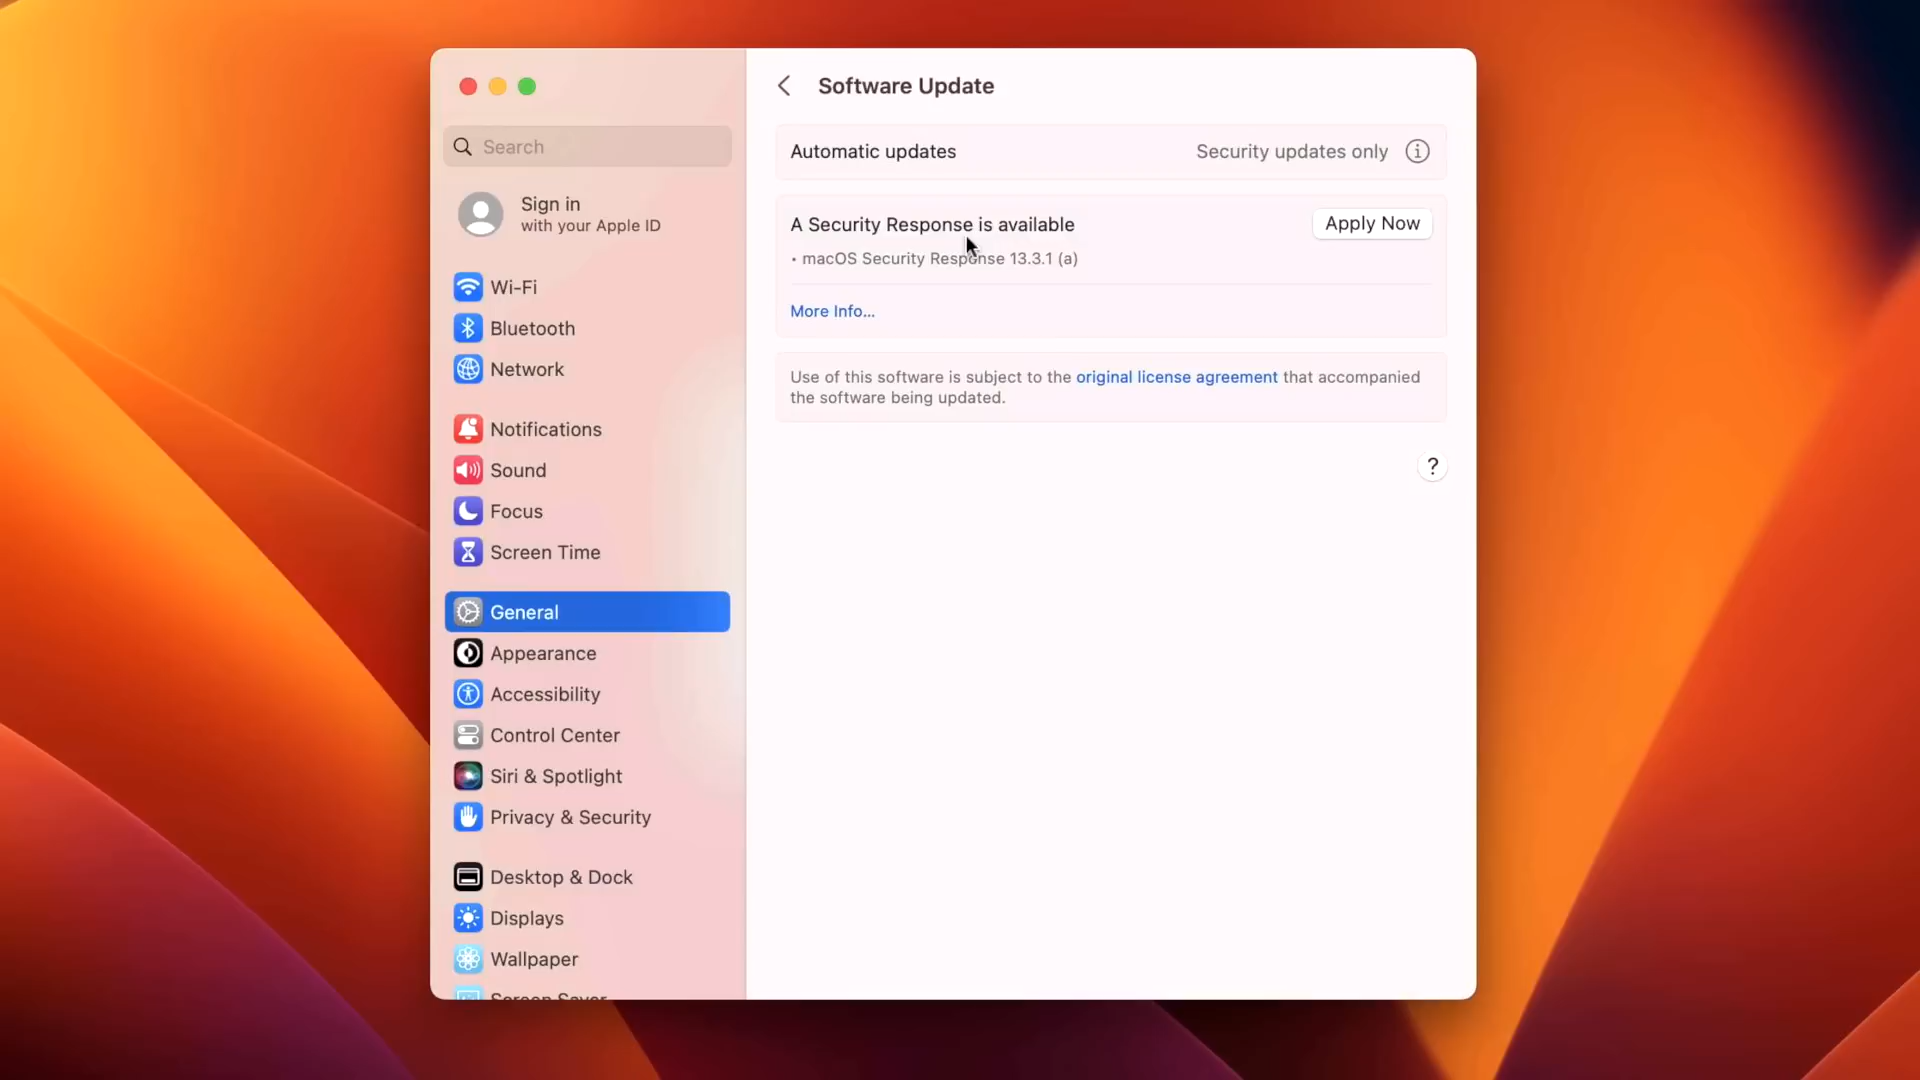 Search
Sign in
with your Apple ID
Wi-Fi
Bluetooth
Network
Notifications
Sound
Focus
Screen Time
General
Appearance
Accessibility
Control Center
Siri & Spotlight
Privacy & Security
Desktop & Dock
Displays
Wallpaper
Screen Saver
Software Update
Automatic updates Security updates only
A Security Response is available Apply Now
• macOS Security Response 13.3.1 (a)
More Info...
Use of this software is subject to the original license agreement that accompanied
the software being updated.
?